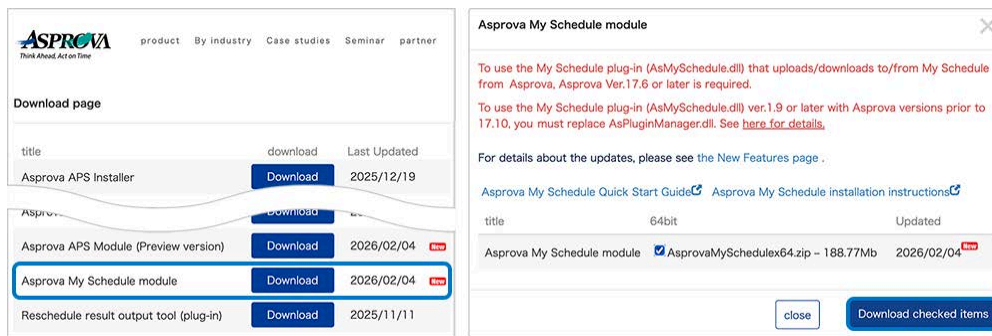 ASPROVA
Think Ahead, Act on Time
product By industry Case studies Seminar partner
Download page
title download Last Updated
Asprova APS Installer Download 2025/12/19
Download
Asprova APS Module (Preview version) Download 2026/02/04 New
Asprova My Schedule module Download 2026/02/04 New
Reschedule result output tool (plug-in) Download 2025/11/11
Asprova My Schedule module
To use the My Schedule plug-in (AsMySchedule.dll) that uploads/downloads to/from My Schedule
from Asprova, Asprova Ver.17.6 or later is required.
To use the My Schedule plug-in (AsMySchedule.dll) ver.1.9 or later with Asprova versions prior to
17.10, you must replace AsPluginManager.dll. See here for details.
For details about the updates, please see the New Features page .
Asprova My Schedule Quick Start Guide Asprova My Schedule installation instructions
title 64bit Updated
Asprova My Schedule module AsprovaMySchedulex64.zip – 188.77Mb 2026/02/04 New
close Download checked items